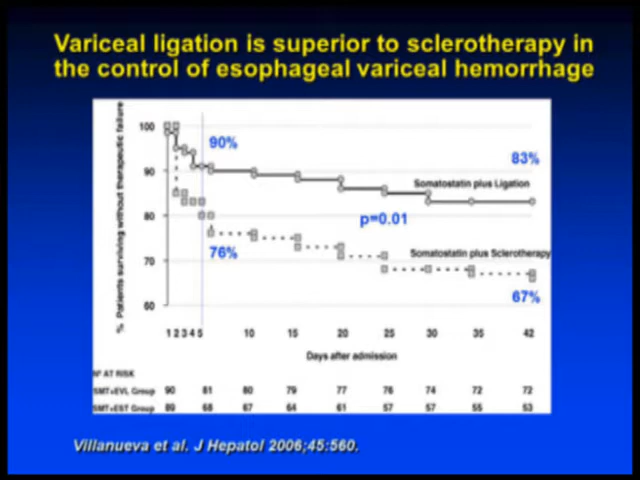 Variceal ligation is superior to sclerotherapy in
the control of esophageal variceal hemorrhage
% Patients surviving without therapeutic failure
100
90
80
70
60
90%
83%
Somatostatin plus Ligation
p=0.01
76%
Somatostatin plus Sclerotherapy
67%
1 2 3 4 5 10 15 20 25 30 35 42
Days after admission
Nº AT RISK
SMT+EVL Group 90 81 80 79 77 76 74 72 72
SMT+EST Group 89 68 67 64 61 57 57 55 53
Villanueva et al. J Hepatol 2006;45:560.